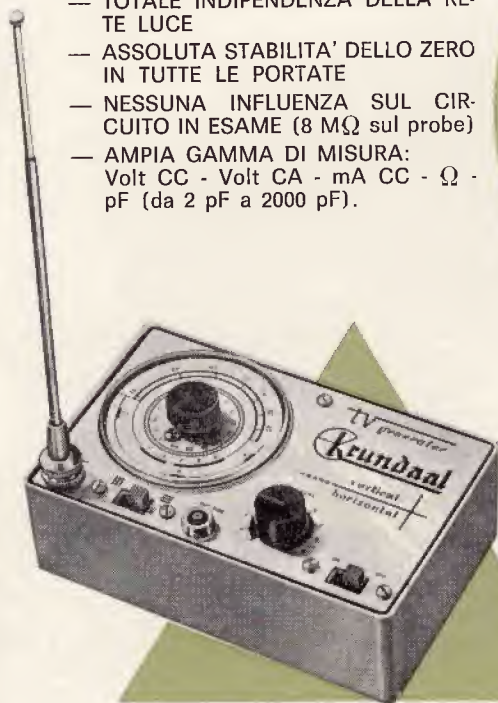 — TOTALE INDIPENDENZA DELLA RE-
TE LUCE
— ASSOLUTA STABILITA' DELLO ZERO
IN TUTTE LE PORTATE
— NESSUNA INFLUENZA SUL CIR-
CUITO IN ESAME (8 MΩ sul probe)
— AMPIA GAMMA DI MISURA:
Volt CC - Volt CA - mA CC - Ω -
pF (da 2 pF a 2000 pF).
TV generator
Krundaal
vertical
horizontal